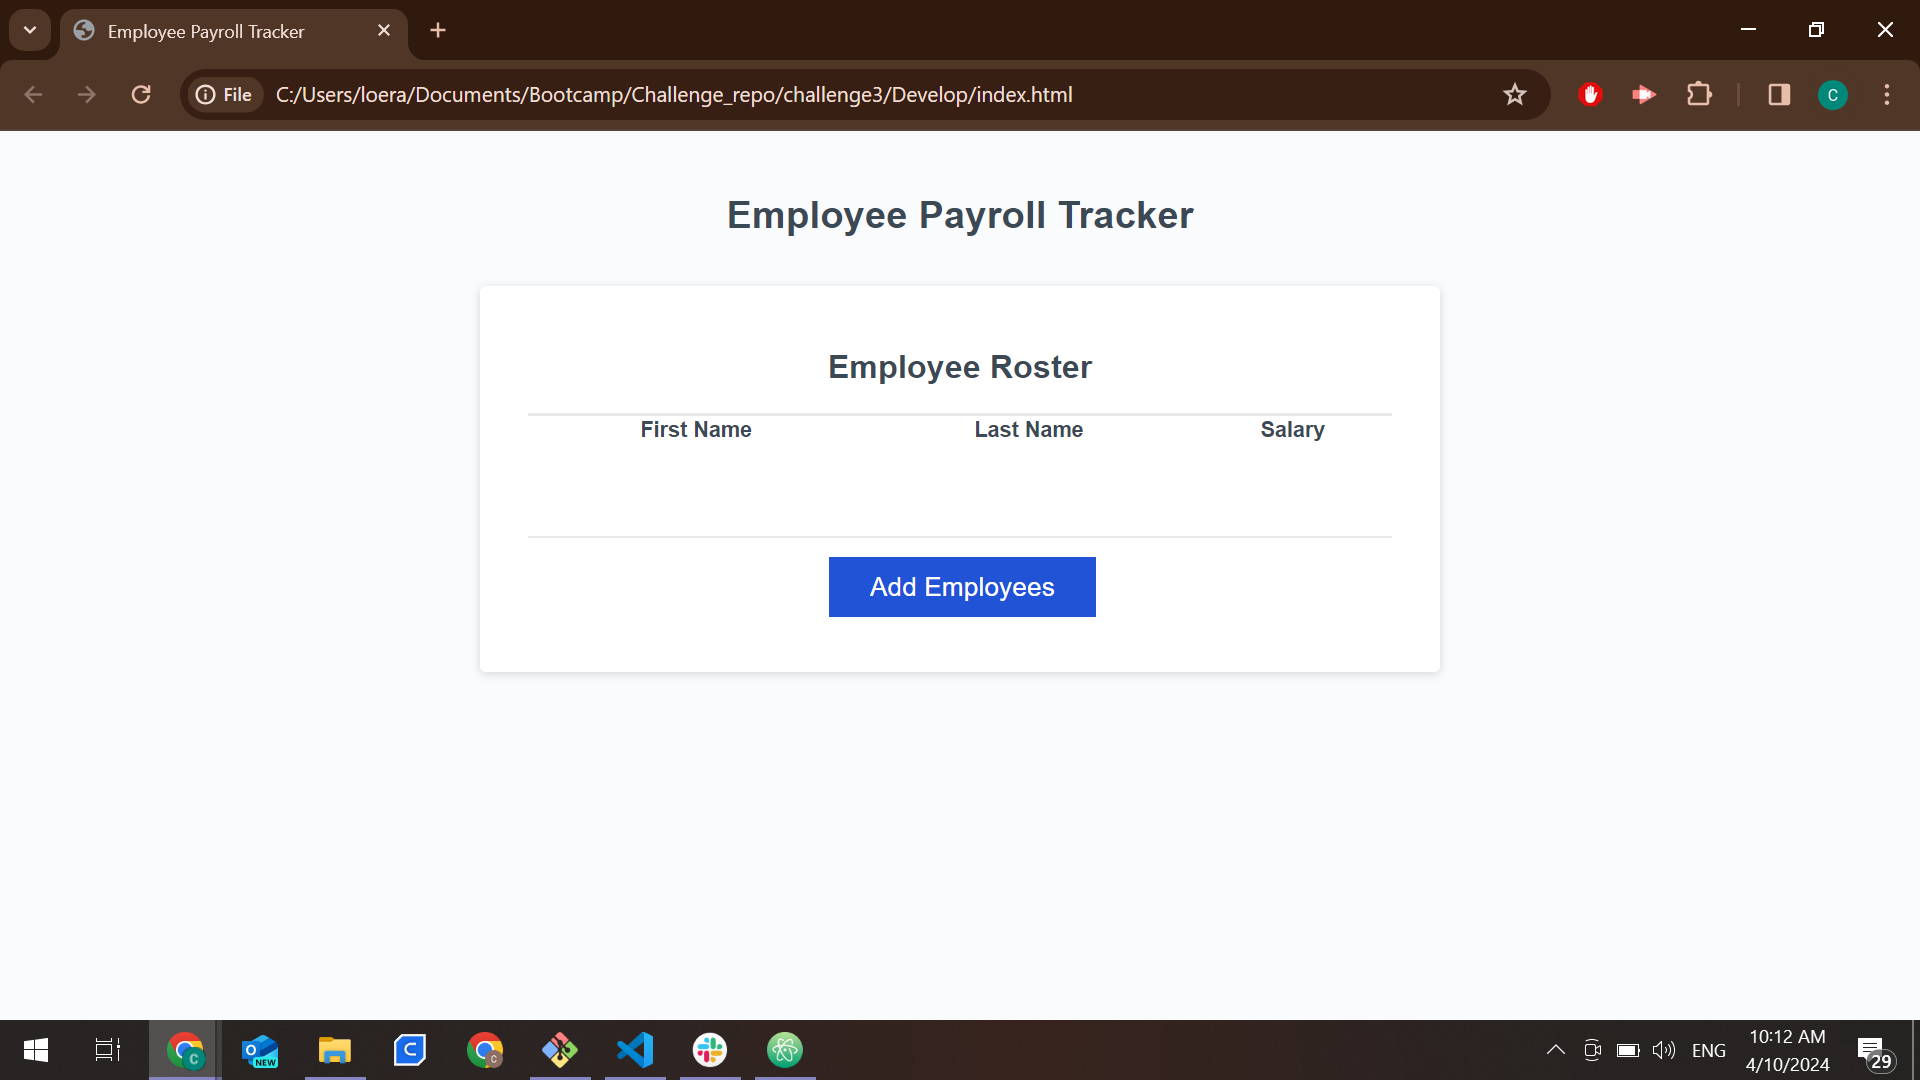 Employee Payroll Tracker
File C:/Users/loera/Documents/Bootcamp/Challenge_repo/challenge3/Develop/index.html
C
Employee Payroll Tracker
Employee Roster
First Name Last Name Salary
Add Employees
C
O
NEW
C
C
ENG
10:12 AM
4/10/2024
29